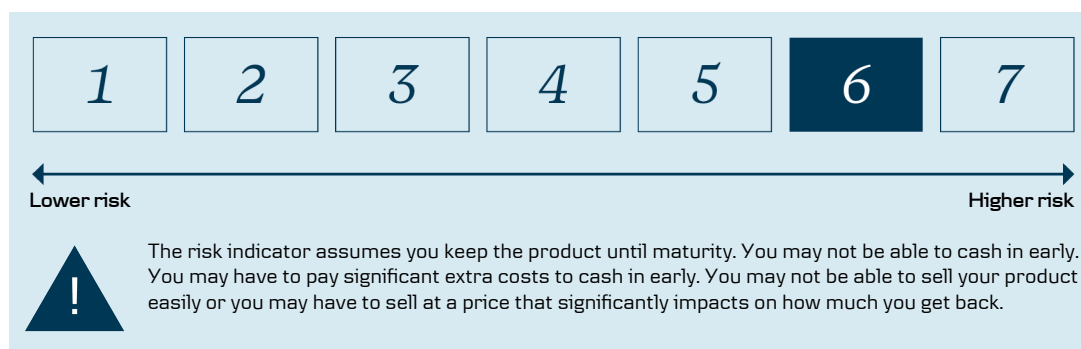 1 2 3 4 5 6 7
Lower risk Higher risk
!
The risk indicator assumes you keep the product until maturity. You may not be able to cash in early.
You may have to pay significant extra costs to cash in early. You may not be able to sell your product
easily or you may have to sell at a price that significantly impacts on how much you get back.